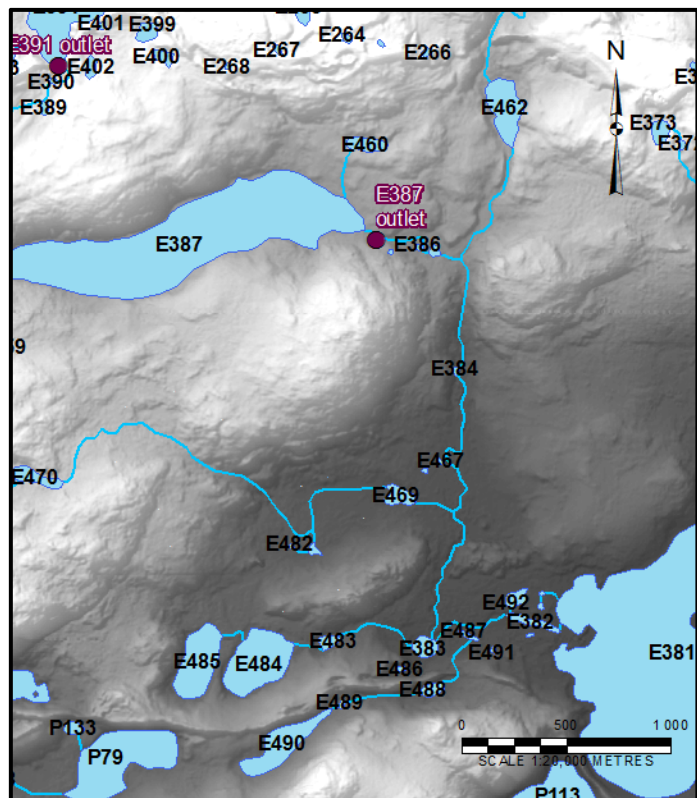 E401 E399
E264
E391 outlet
E402
E400
E267
E266
E268
E390
E389
N
E462
E373
E460
E387
outlet
E387
E386
E384
E467
E470
E469
E482
E492
E382
E487
E483
E383
E491
E381
E485
E484
E486
E488
E489
P133
E490
P79
0 500 1 000
SCALE 1:20,000 METRES
P113